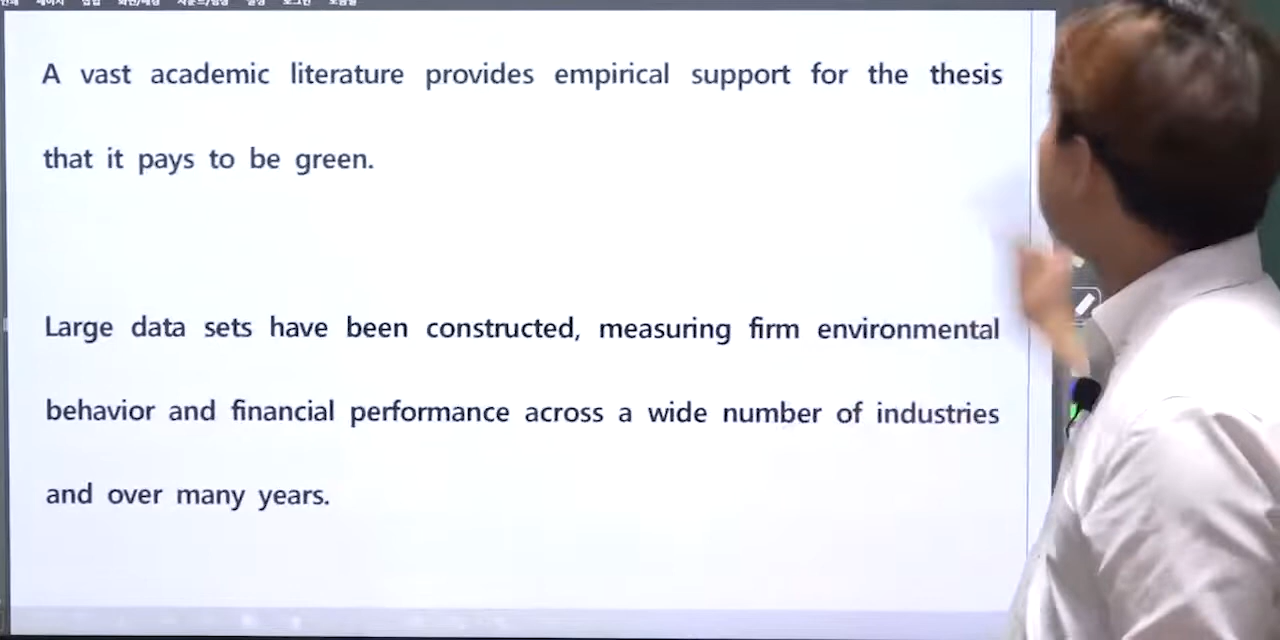 A vast academic literature provides empirical support for the thesis
that it pays to be green.
Large data sets have been constructed, measuring firm environmental
behavior and financial performance across a wide number of industries
and over many years.